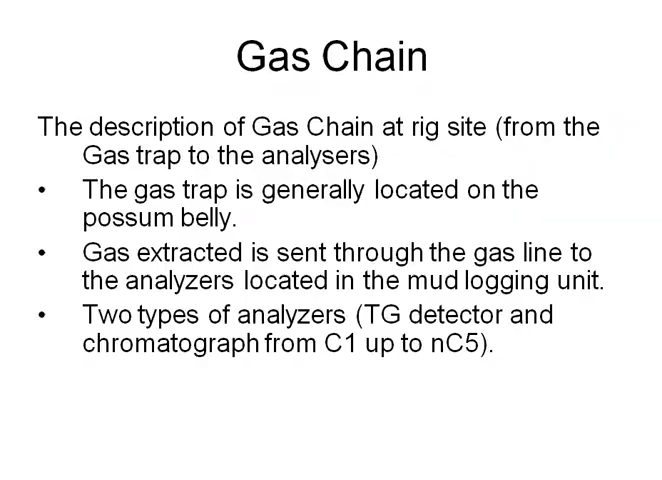 Gas Chain
The description of Gas Chain at rig site (from the
Gas trap to the analysers)
• The gas trap is generally located on the
possum belly.
• Gas extracted is sent through the gas line to
the analyzers located in the mud logging unit.
• Two types of analyzers (TG detector and
chromatograph from C1 up to nC5).